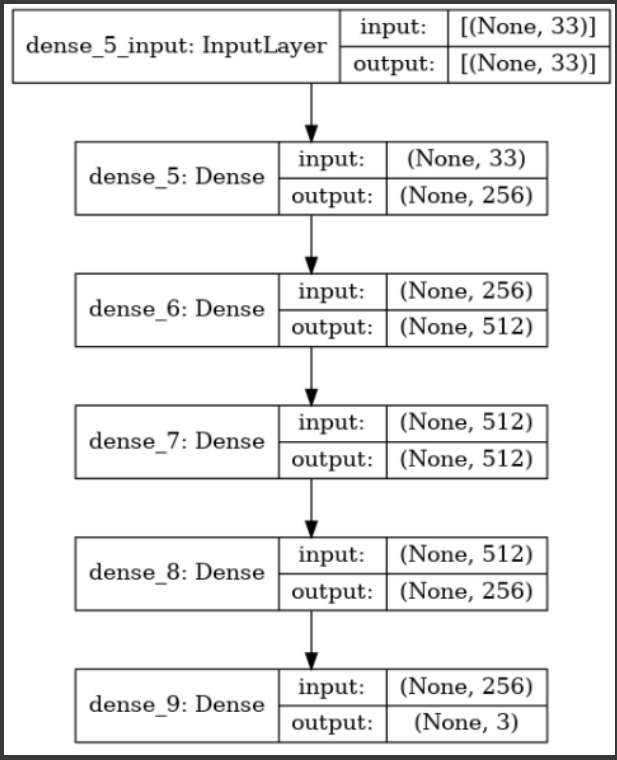 dense_5_input: InputLayer
input: [(None, 33)]
output: [(None, 33)]
dense_5: Dense
input: (None, 33)
output: (None, 256)
dense_6: Dense
input: (None, 256)
output: (None, 512)
dense_7: Dense
input: (None, 512)
output: (None, 512)
dense_8: Dense
input: (None, 512)
output: (None, 256)
dense_9: Dense
input: (None, 256)
output: (None, 3)